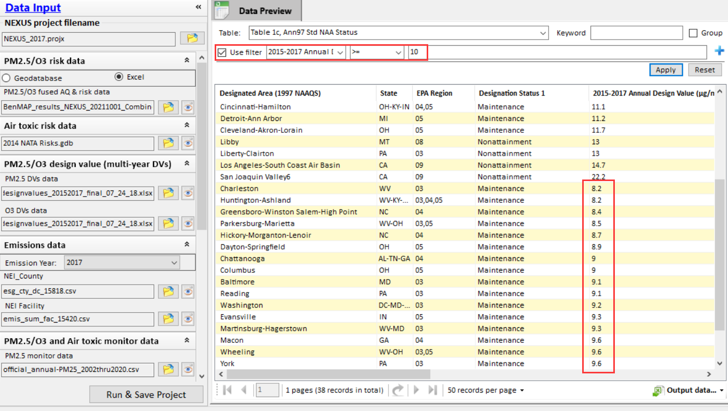 Data Input «
NEXUS project filename
NEXUS_2017.projx
PM2.5/O3 risk data
Geodatabase Excel
PM2.5/O3 fused AQ & risk data
BenMAP_results_NEXUS_20211001_Combin
Air toxic risk data
2014 NATA Risks.gdb
PM2.5/O3 design value (multi-year DVs)
PM2.5 DVs data
lesignvalues_20152017_final_07_24_18.xlsx
O3 DVs data
lesignvalues_20152017_final_07_24_18.xlsx
Emissions data
Emission Year: 2017
NEI_County
esg_cty_dc_15818.csv
NEI Facility
emis_sum_fac_15420.csv
PM2.5/O3 and Air toxic monitor data
PM2.5 monitor data
official_annual-PM25_2002thru2020.csv
Run & Save Project
Data Preview
Table: Table 1c, Ann97 Std NAA Status Keyword Group
Use filter 2015-2017 Annual I >= 10
Apply Reset
Designated Area (1997 NAAQS) State EPA Region Designation Status 1 2015-2017 Annual Design Value (µg/n
Cincinnati-Hamilton OH-KY-IN 04,05 Maintenance 11.1
Detroit-Ann Arbor MI 05 Maintenance 11.2
Cleveland-Akron-Lorain OH 05 Maintenance 11.7
Libby MT 08 Nonattainment 13
Liberty-Clairton PA 03 Nonattainment 13
Los Angeles-South Coast Air Basin CA 09 Nonattainment 14.7
San Joaquin Valley6 CA 09 Nonattainment 22.2
Charleston WV 03 Maintenance 8.2
Huntington-Ashland WV-KY-... 03,04,05 Maintenance 8.2
Greensboro-Winston Salem-High Point NC 04 Maintenance 8.4
Parkersburg-Marietta WV-OH 03,05 Maintenance 8.5
Hickory-Morganton-Lenoir NC 04 Maintenance 8.7
Dayton-Springfield OH 05 Maintenance 8.9
Chattanooga AL-TN-GA 04 Maintenance 9
Columbus OH 05 Maintenance 9
Baltimore MD 03 Maintenance 9.1
Reading PA 03 Maintenance 9.1
Washington DC-MD-... 03 Maintenance 9.2
Evansville IN 05 Maintenance 9.3
Martinsburg-Hagerstown WV-MD 03 Maintenance 9.3
Macon GA 04 Maintenance 9.6
Wheeling WV-OH 03,05 Maintenance 9.6
York PA 03 Maintenance 9.6
1 1 pages (38 records in total) 50 records per page Output data...